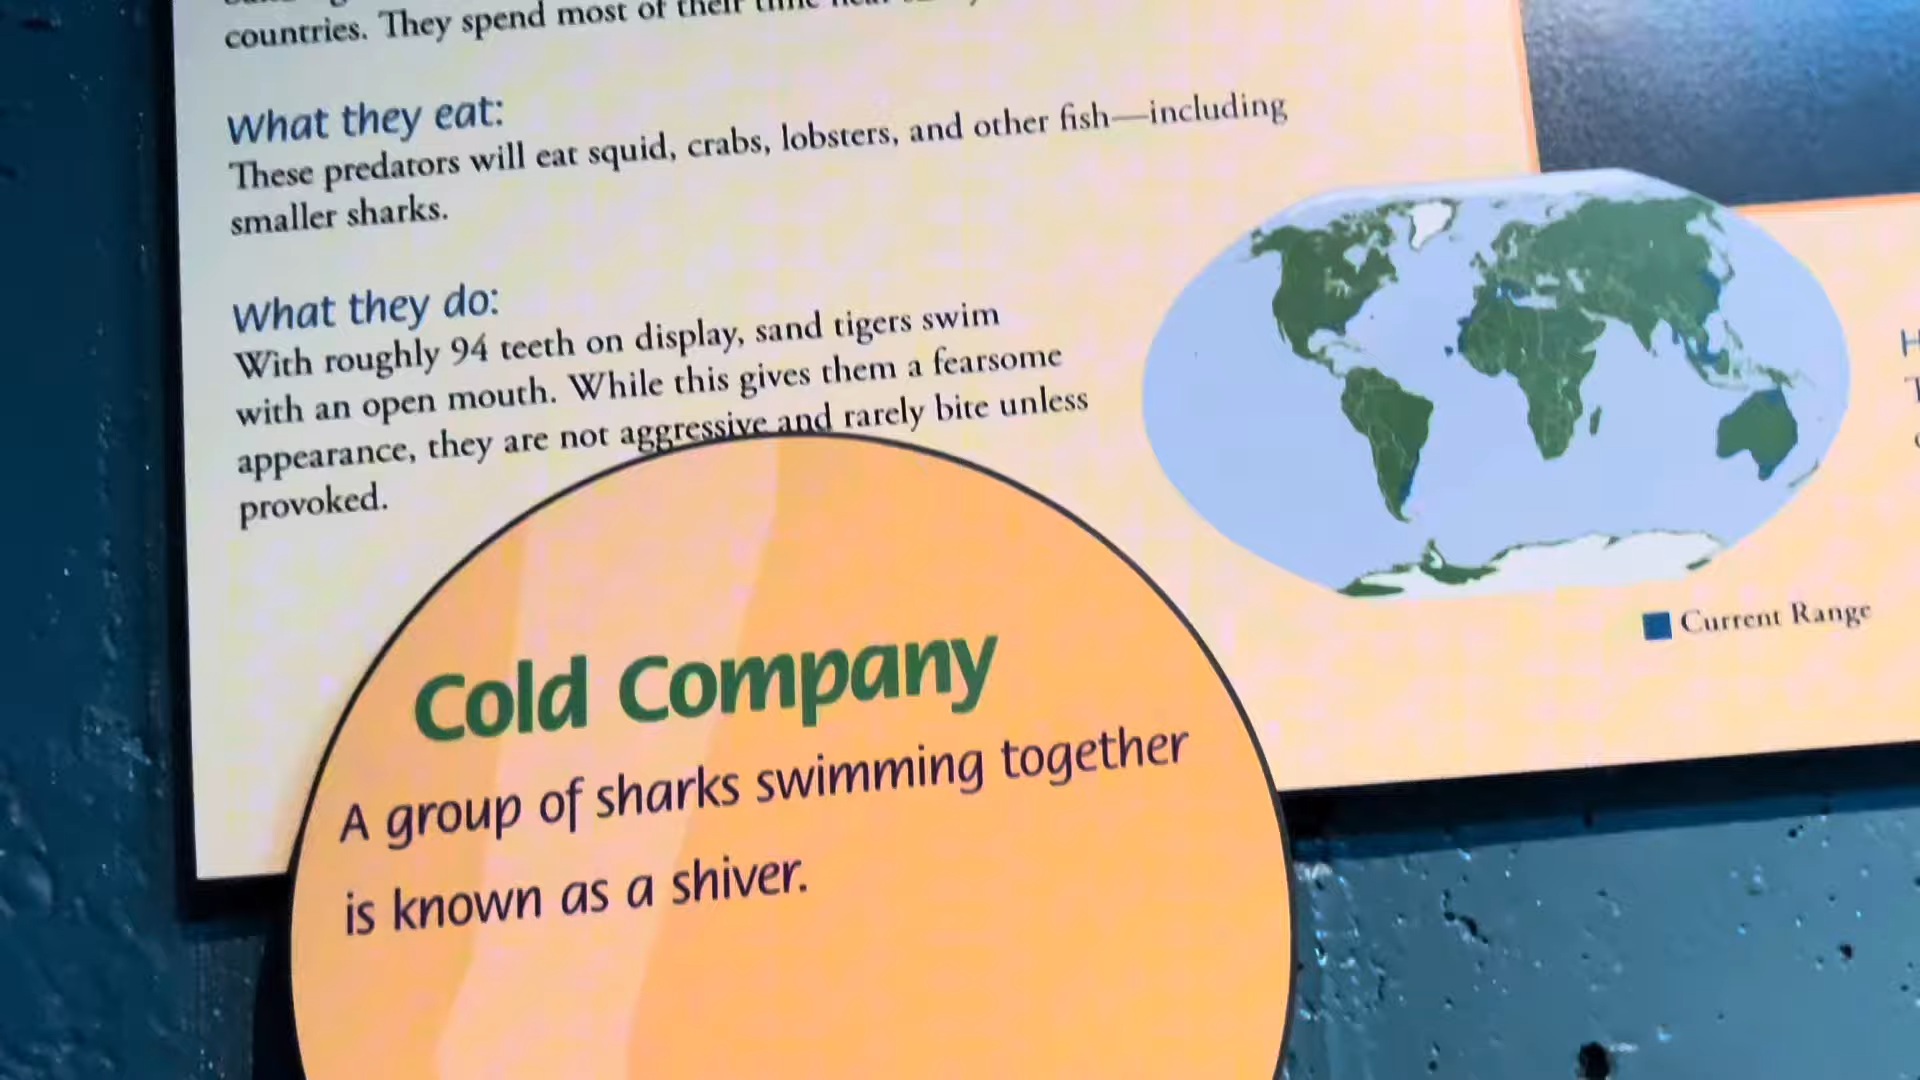 countries. They spend most of their time
What they eat:
These predators will eat squid, crabs, lobsters, and other fish—including
smaller sharks.
What they do:
With roughly 94 teeth on display, sand tigers swim
with an open mouth. While this gives them a fearsome
appearance, they are not aggressive and rarely bite unless
provoked.
Current Range
Cold Company
A group of sharks swimming together
is known as a shiver.